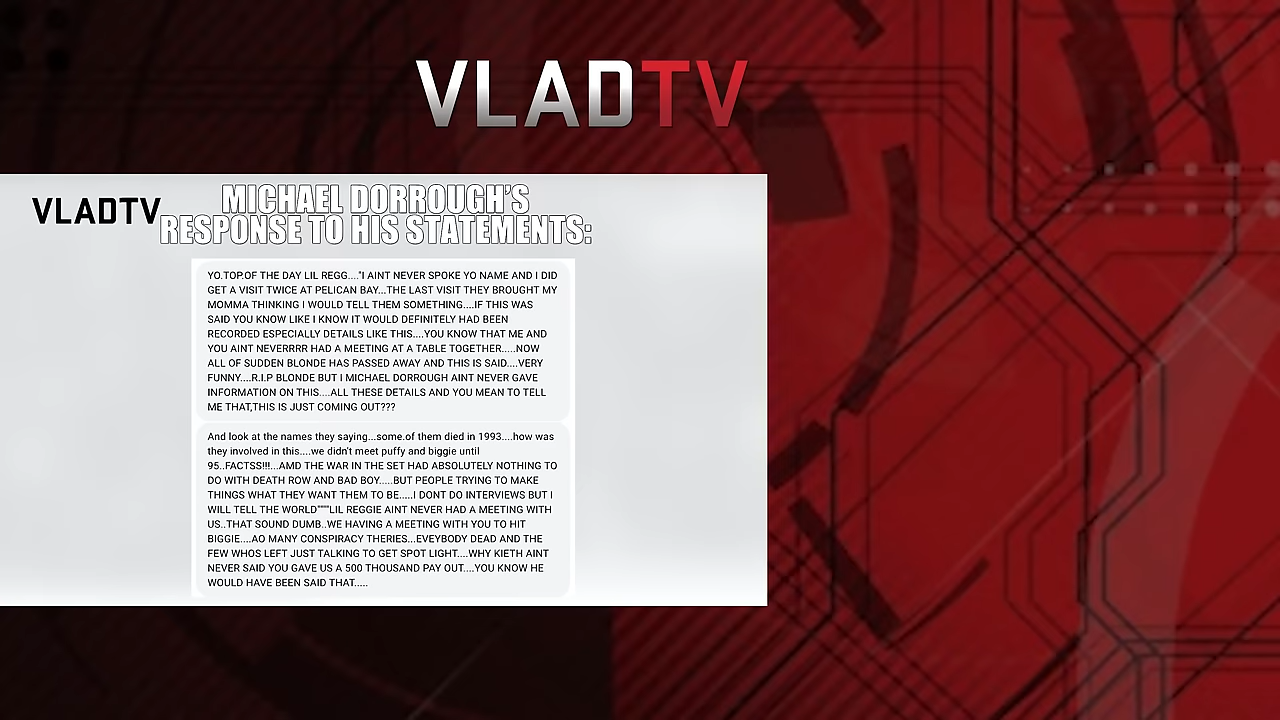 VLADTV
VLADTV
MICHAEL DORROUGH'S
RESPONSE TO HIS STATEMENTS:
YO.TOP.OF THE DAY LIL REGG...."I AINT NEVER SPOKE YO NAME AND I DID
GET A VISIT TWICE AT PELICAN BAY...THE LAST VISIT THEY BROUGHT MY
MOMMA THINKING I WOULD TELL THEM SOMETHING....IF THIS WAS
SAID YOU KNOW LIKE I KNOW IT WOULD DEFINITELY HAD BEEN
RECORDED ESPECIALLY DETAILS LIKE THIS....YOU KNOW THAT ME AND
YOU AINT NEVERRRR HAD A MEETING AT A TABLE TOGETHER.....NOW
ALL OF SUDDEN BLONDE HAS PASSED AWAY AND THIS IS SAID....VERY
FUNNY....R.I.P BLONDE BUT I MICHAEL DORROUGH AINT NEVER GAVE
INFORMATION ON THIS....ALL THESE DETAILS AND YOU MEAN TO TELL
ME THAT,THIS IS JUST COMING OUT???
And look at the names they saying...some.of them died in 1993....how was
they involved in this....we didn't meet puffy and biggie until
95..FACTSS!!!...AMD THE WAR IN THE SET HAD ABSOLUTELY NOTHING TO
DO WITH DEATH ROW AND BAD BOY.....BUT PEOPLE TRYING TO MAKE
THINGS WHAT THEY WANT THEM TO BE.....I DONT DO INTERVIEWS BUT I
WILL TELL THE WORLD""""LIL REGGIE AINT NEVER HAD A MEETING WITH
US..THAT SOUND DUMB..WE HAVING A MEETING WITH YOU TO HIT
BIGGIE....AO MANY CONSPIRACY THERIES...EVEYBODY DEAD AND THE
FEW WHOS LEFT JUST TALKING TO GET SPOT LIGHT....WHY KIETH AINT
NEVER SAID YOU GAVE US A 500 THOUSAND PAY OUT....YOU KNOW HE
WOULD HAVE BEEN SAID THAT.....